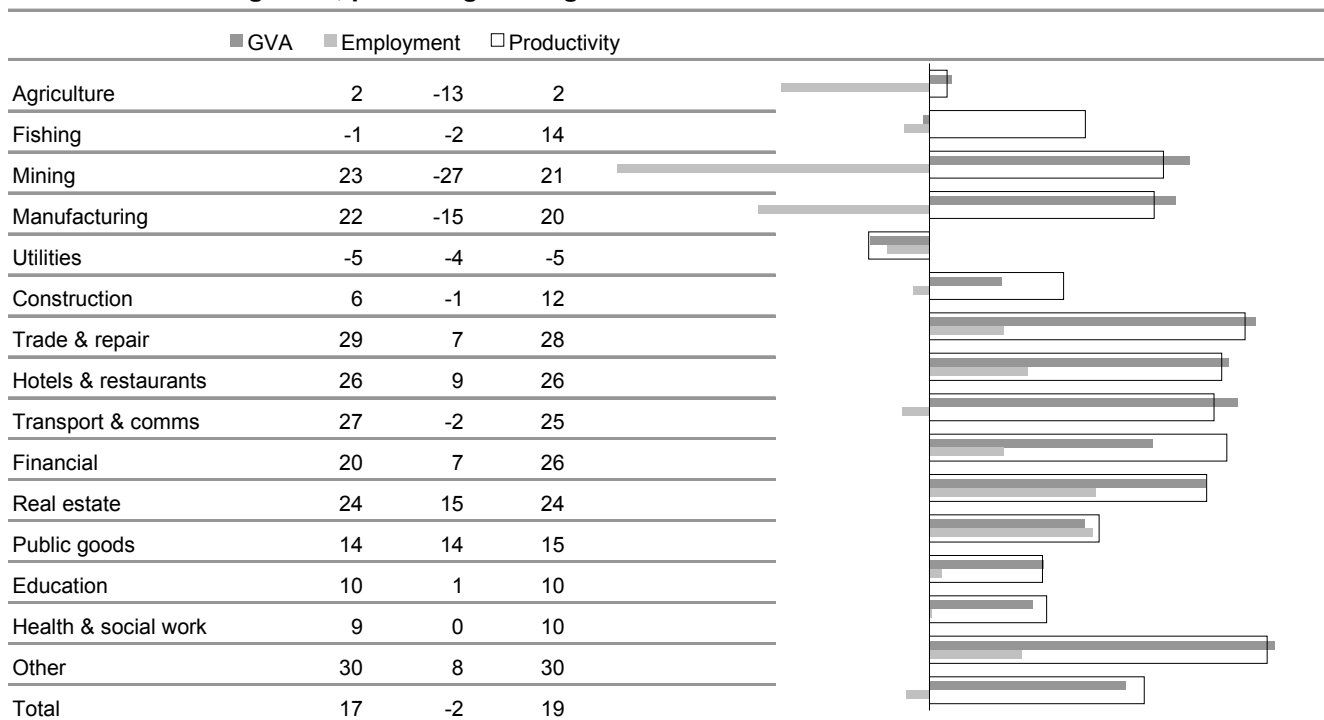 GVA Employment Productivity
Agriculture 2 -13 2
Fishing -1 -2 14
Mining 23 -27 21
Manufacturing 22 -15 20
Utilities -5 -4 -5
Construction 6 -1 12
Trade & repair 29 7 28
Hotels & restaurants 26 9 26
Transport & comms 27 -2 25
Financial 20 7 26
Real estate 24 15 24
Public goods 14 14 15
Education 10 1 10
Health & social work 9 0 10
Other 30 8 30
Total 17 -2 19